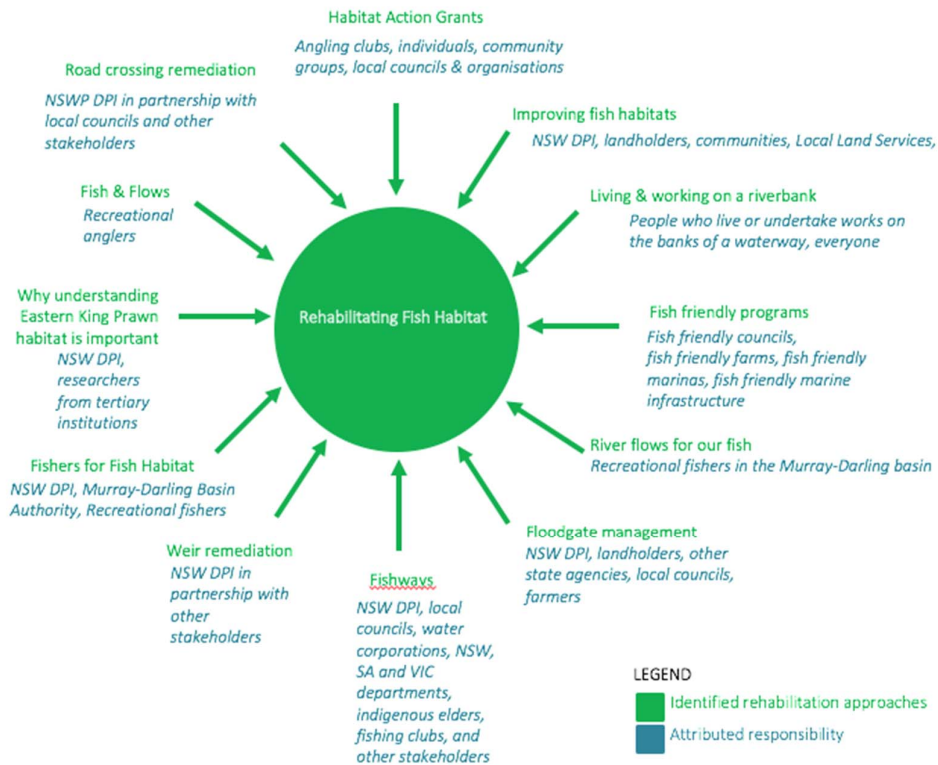 Habitat Action Grants
Angling clubs, individuals, community
groups, local councils & organisations
Road crossing remediation
NSWP DPI in partnership with
local councils and other
stakeholders
Improving fish habitats
NSW DPI, landholders, communities, Local Land Services,
Fish & Flows
Recreational
anglers
Living & working on a riverbank
People who live or undertake works on
the banks of a waterway, everyone
Why understanding
Eastern King Prawn
habitat is important
NSW DPI,
researchers
from tertiary
institutions
Rehabilitating Fish Habitat
Fish friendly programs
Fish friendly councils,
fish friendly farms, fish friendly
marinas, fish friendly marine
infrastructure
River flows for our fish
Recreational fishers in the Murray-Darling basin
Fishers for Fish Habitat
NSW DPI, Murray-Darling Basin
Authority, Recreational fishers
Floodgate management
NSW DPI, landholders, other
state agencies, local councils,
farmers
Weir remediation
NSW DPI in
partnership with
other
stakeholders
Fishways
NSW DPI, local
councils, water
corporations, NSW,
SA and VIC
departments,
indigenous elders,
fishing clubs, and
other stakeholders
LEGEND
Identified rehabilitation approaches
Attributed responsibility